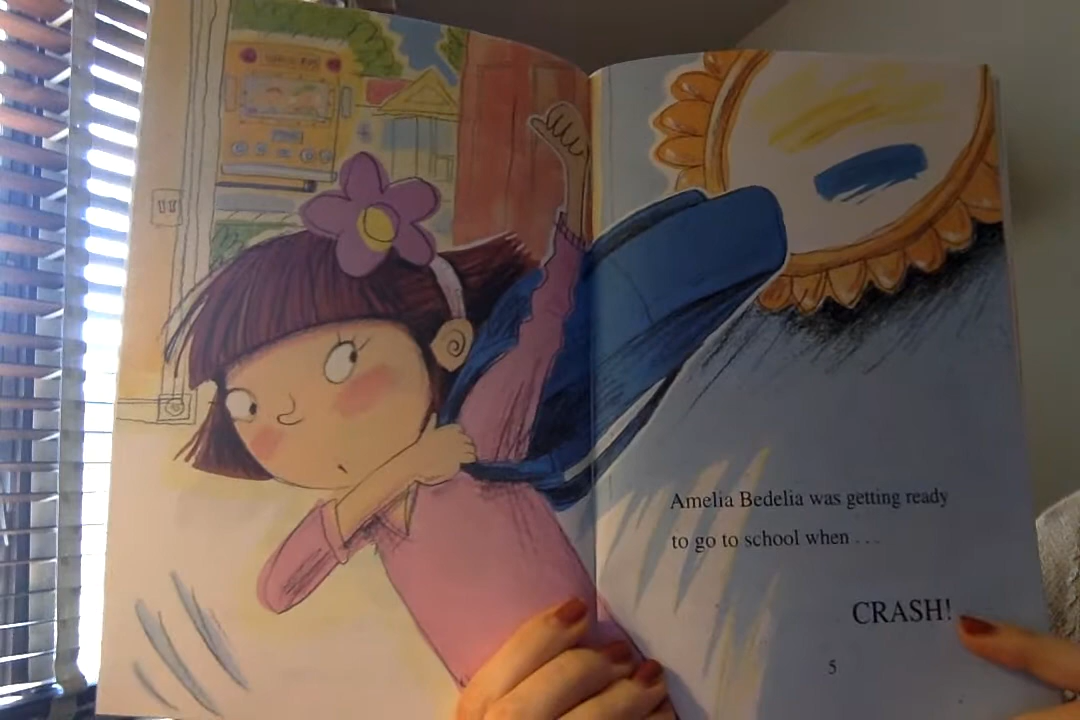 Amelia Bedelia was getting ready
to go to school when . . .
CRASH!
5